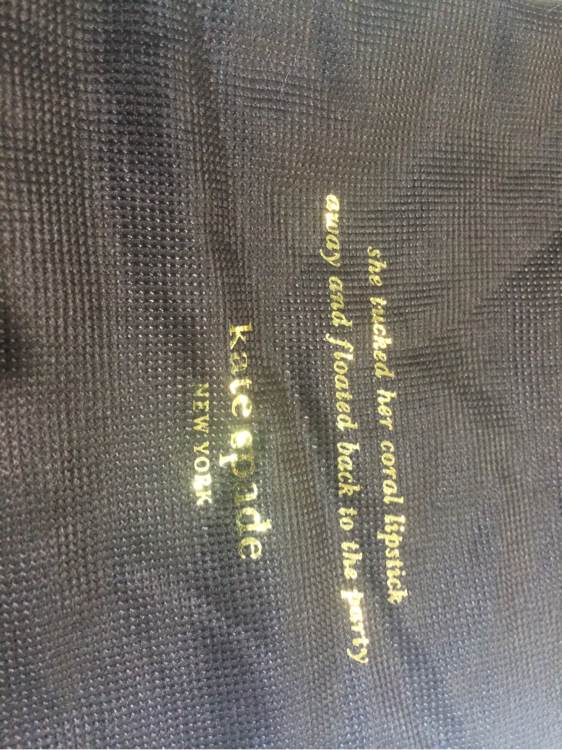 she tucked her coral lipstick
away and floated back to the party
kate spade
NEW YORK